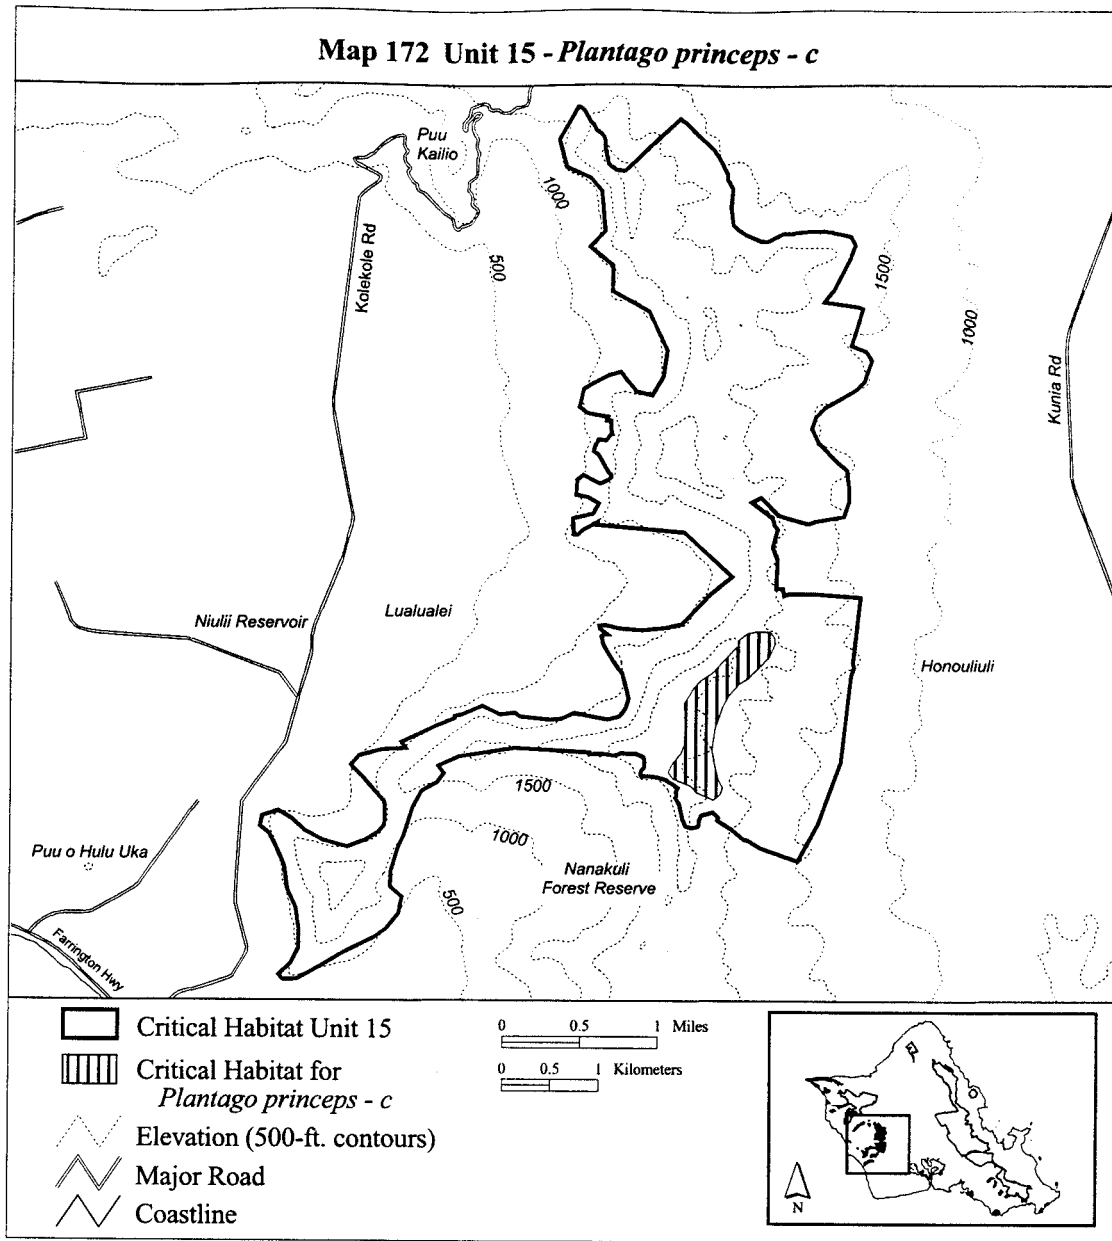 Map 172 Unit 15 - Plantago princeps - c
Puu
Kailio
1000
500
Kolekole Rd
1500
1000
Kunia Rd
Niulii Reservoir
Lualualei
Honouliuli
1500
1000
Puu o Hulu Uka
Nanakuli
Forest Reserve
500
Farrington Hwy
Critical Habitat Unit 15
Critical Habitat for
Plantago princeps - c
Elevation (500-ft. contours)
Major Road
Coastline
0 0.5 1 Miles
0 0.5 1 Kilometers
N